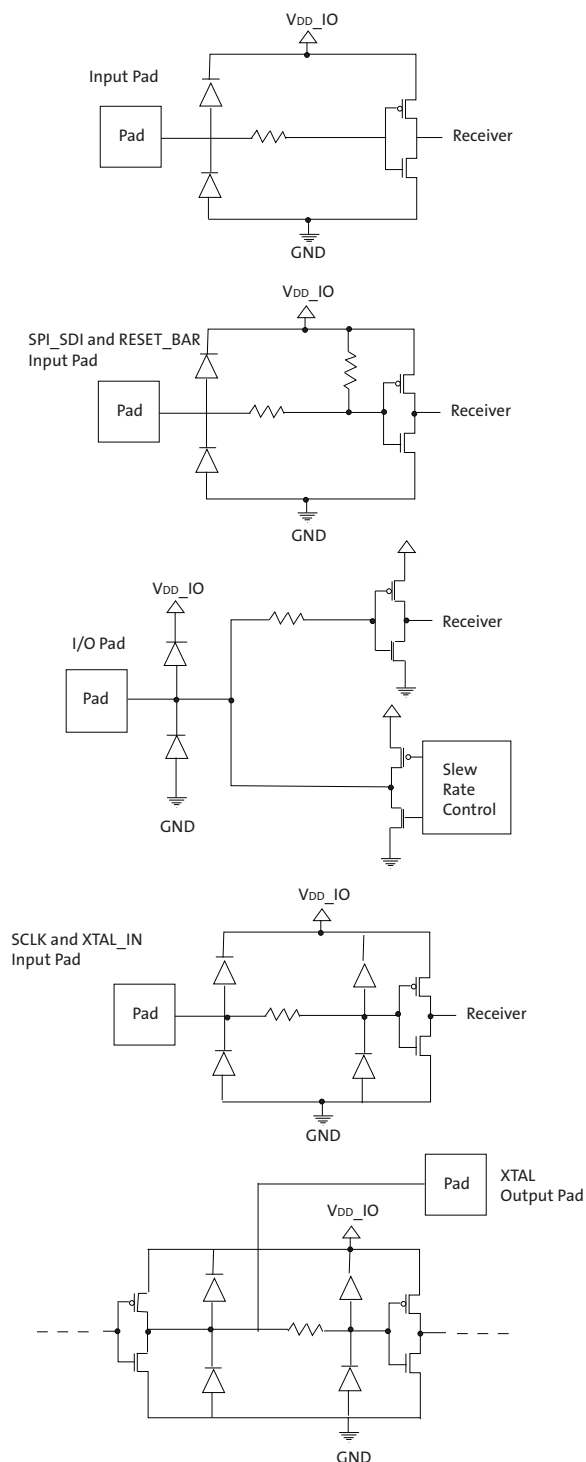 VDD_IO
Input Pad
Pad
Receiver
GND
VDD_IO
SPI_SDI and RESET_BAR
Input Pad
Pad
Receiver
GND
VDD_IO
I/O Pad
Receiver
Pad
Slew
Rate
Control
GND
VDD_IO
SCLK and XTAL_IN
Input Pad
Pad
Receiver
GND
Pad
XTAL
Output Pad
VDD_IO
GND